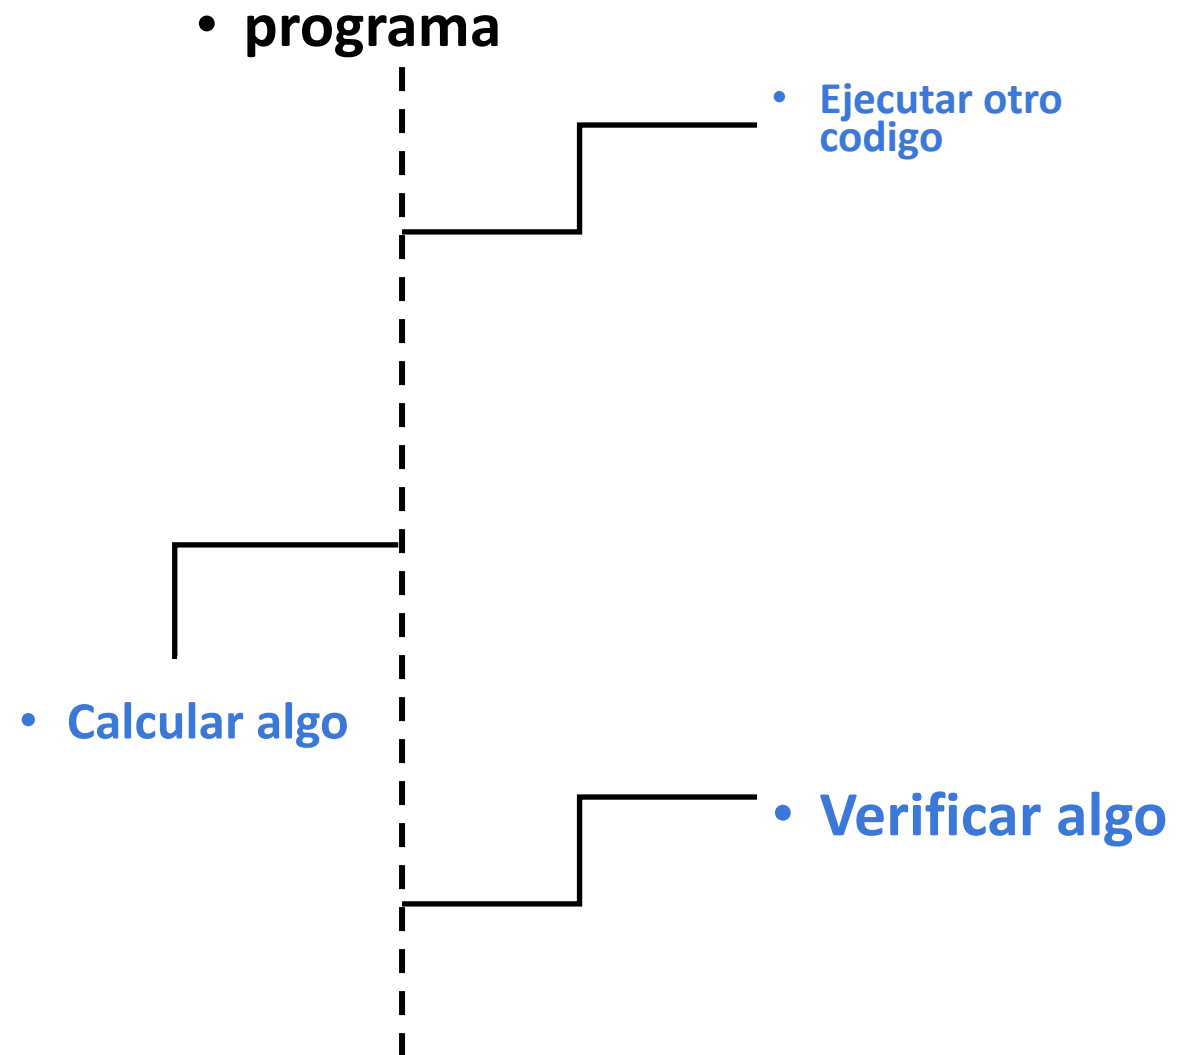 • programa
• Ejecutar otro
codigo
• Calcular algo
• Verificar algo